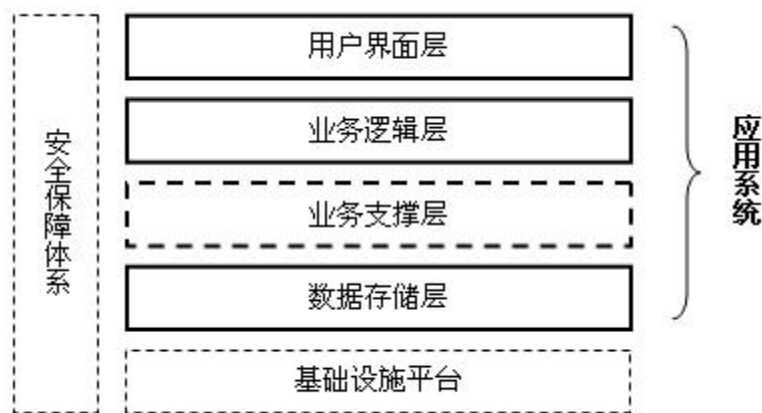 安全保障体系
用户界面层
业务逻辑层
业务支撑层
数据存储层
基础设施平台
应用系统